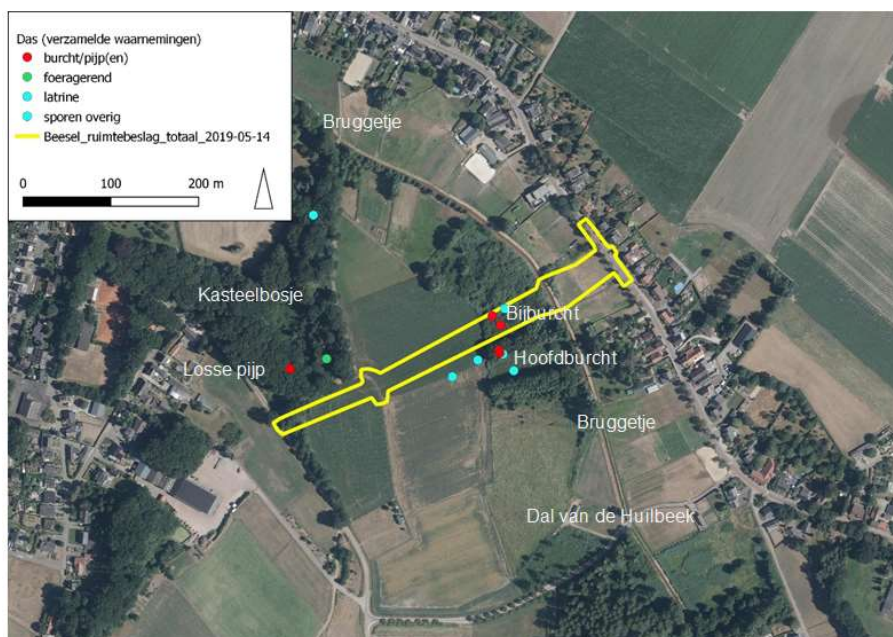 Das (verzamelde waarnemingen)
burcht/pijp(en)
foeragerend
latrine
sporen overig
Beesel_ruimtebeslag_totaal_2019-05-14
0 100 200 m
Bruggetje
Kasteelbosje
Bijburcht
Losse pijp
Hoofdburcht
Bruggetje
Dal van de Huilbeek